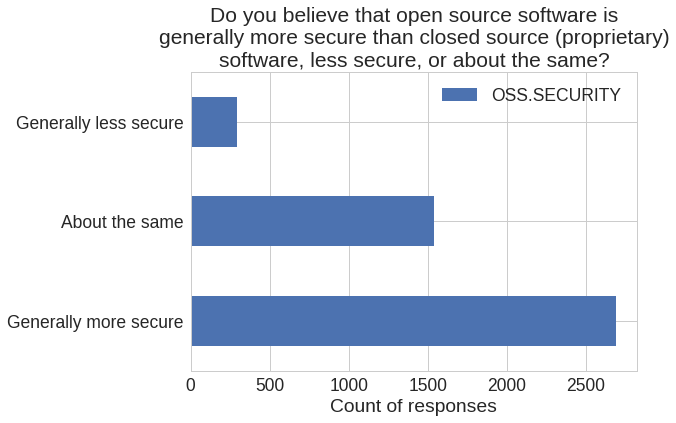 Do you believe that open source software is
generally more secure than closed source (proprietary)
software, less secure, or about the same?
OSS.SECURITY
Generally less secure
About the same
Generally more secure
0 500 1000 1500 2000 2500
Count of responses